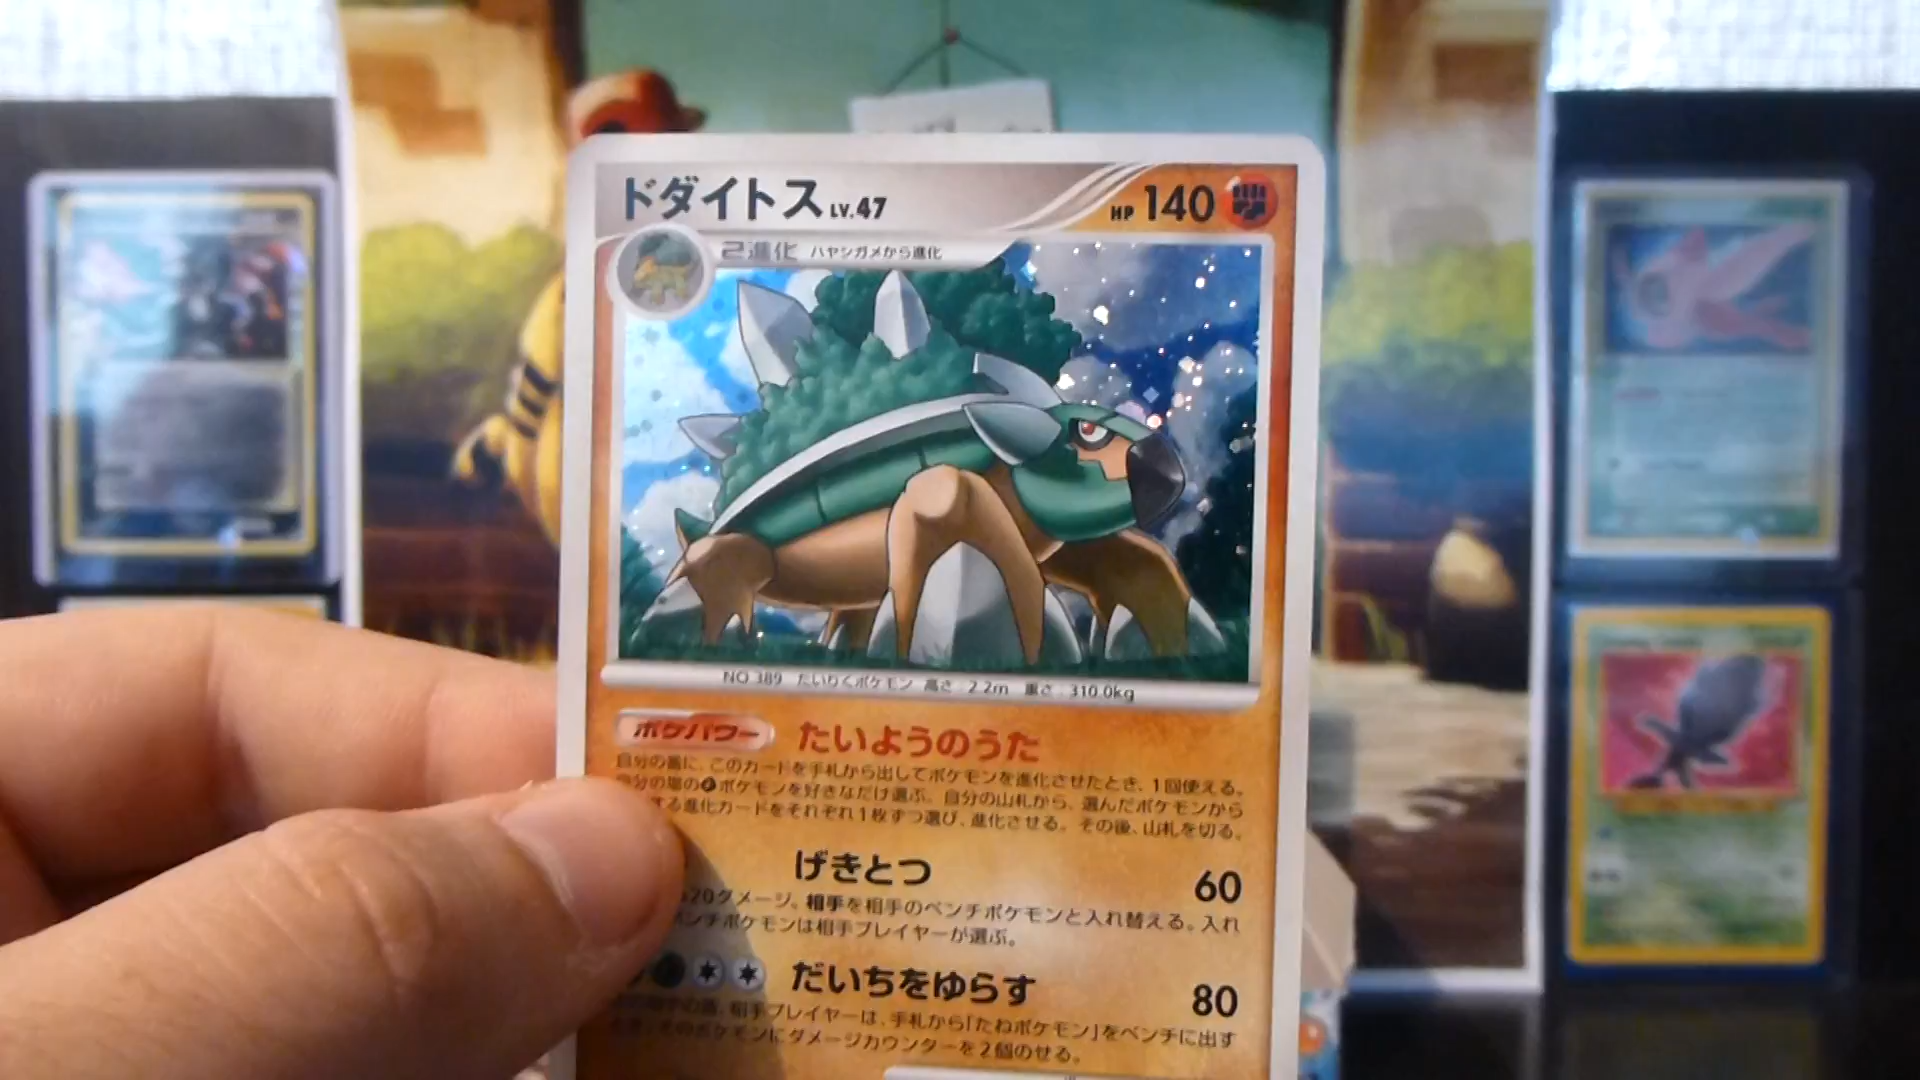 ドダイトス LV.47 HP 140
2進化 ハヤシガメから進化
NO 389 たいりくポケモン 高さ:2.2m 重さ:310.0kg
ポケパワー たいようのうた
自分の番に、このカードを手札から出してポケモンを進化させたとき、1回使える。
自分の場のポケモンを好きなだけ選ぶ。自分の山札から、選んだポケモンから
する進化カードをそれぞれ1枚ずつ選び、進化させる。その後、山札を切る。
げきとつ 60
20ダメージ。相手を相手のベンチポケモンと入れ替える。入れ
ベンチポケモンは相手プレイヤーが選ぶ。
だいちをゆらす 80
の番、相手プレイヤーは、手札から「たねポケモン」をベンチに出す
そのポケモンにダメージカウンターを2個のせる。